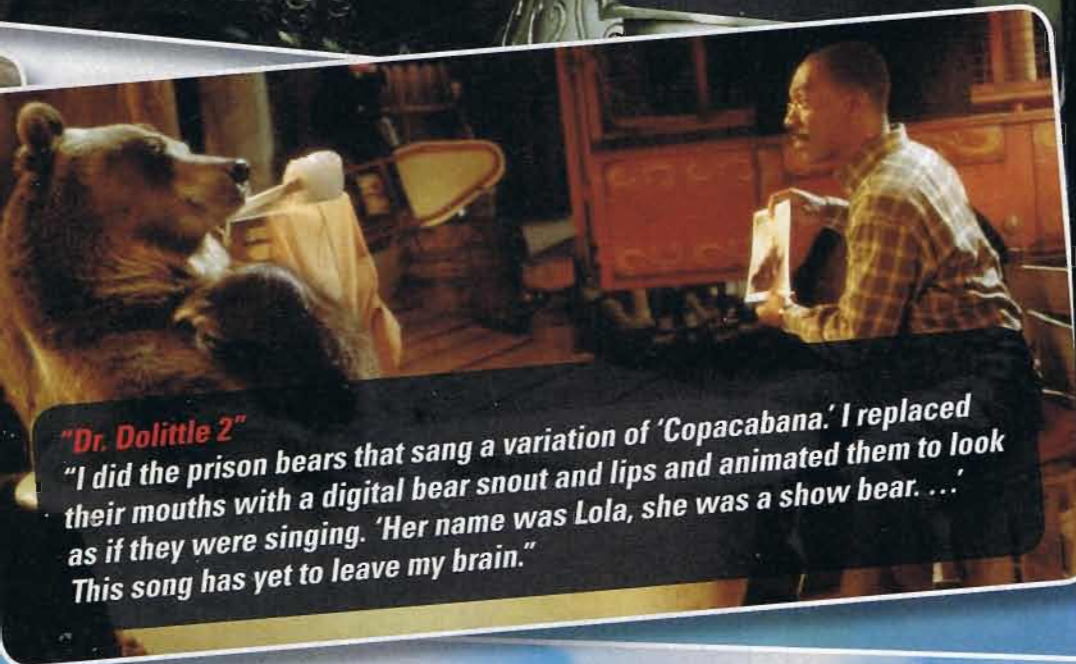 "Dr. Dolittle 2"
"I did the prison bears that sang a variation of 'Copacabana.' I replaced
their mouths with a digital bear snout and lips and animated them to look
as if they were singing. 'Her name was Lola, she was a show bear. ...'
This song has yet to leave my brain."